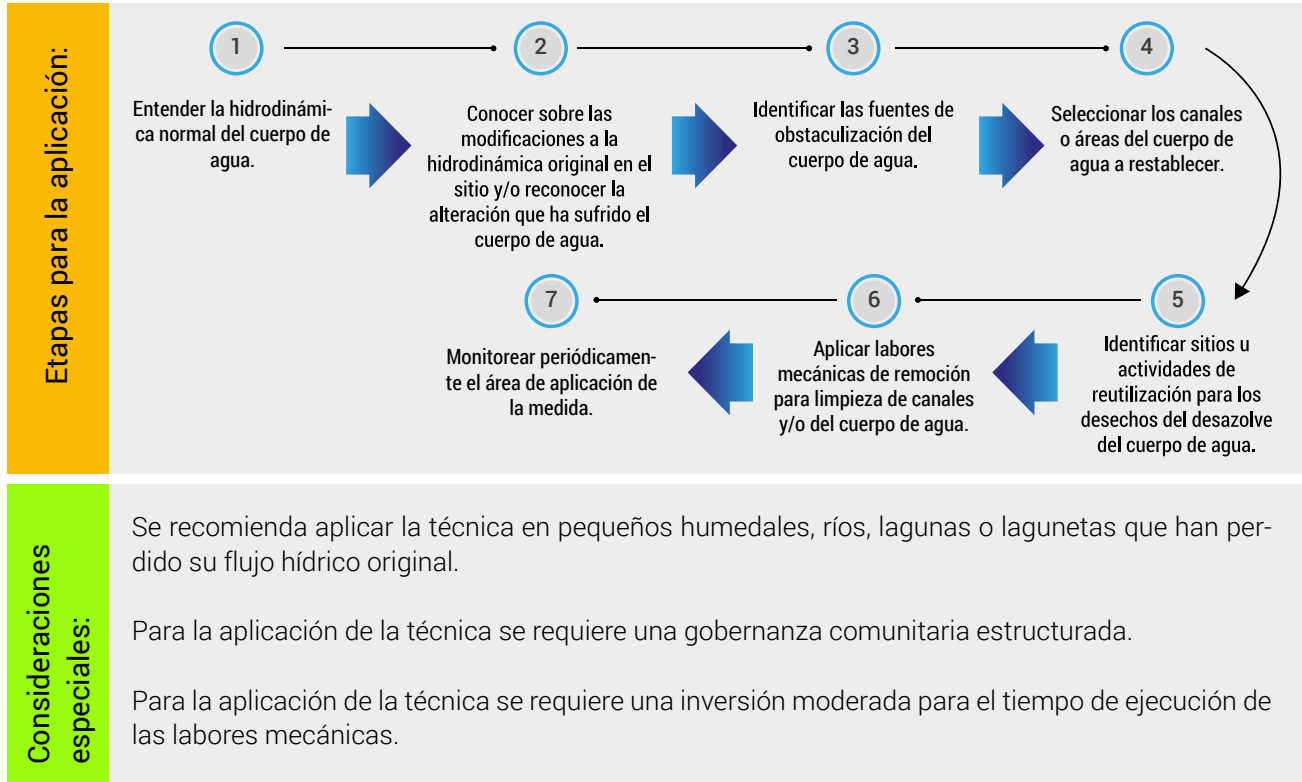 Etapas para la aplicación:
1
Entender la hidrodinámi-
ca normal del cuerpo de
agua.
2
Conocer sobre las
modificaciones a la
hidrodinámica original en el
sitio y/o reconocer la
alteración que ha sufrido el
cuerpo de agua.
3
Identificar las fuentes de
obstaculización del
cuerpo de agua.
4
Seleccionar los canales
o áreas del cuerpo de
agua a restablecer.
5
Identificar sitios u
actividades de
reutilización para los
desechos del desazolve
del cuerpo de agua.
6
Aplicar labores
mecánicas de remoción
para limpieza de canales
y/o del cuerpo de agua.
7
Monitorear periódicamen-
te el área de aplicación de
la medida.
Consideraciones
especiales:
Se recomienda aplicar la técnica en pequeños humedales, ríos, lagunas o lagunetas que han per-
dido su flujo hídrico original.
Para la aplicación de la técnica se requiere una gobernanza comunitaria estructurada.
Para la aplicación de la técnica se requiere una inversión moderada para el tiempo de ejecución de
las labores mecánicas.